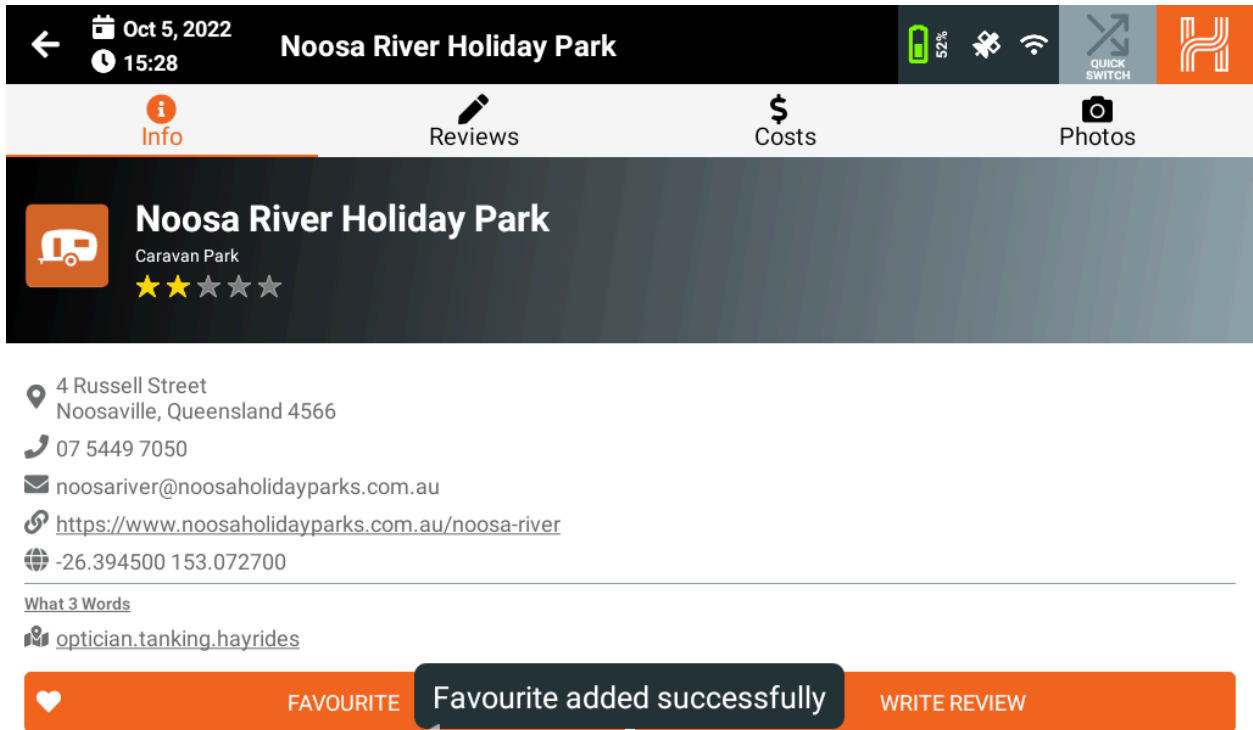 Oct 5, 2022
15:28
Noosa River Holiday Park
52%
QUICK
SWITCH
H
Info
Reviews
$
Costs
Photos
Noosa River Holiday Park
Caravan Park
4 Russell Street
Noosaville, Queensland 4566
07 5449 7050
noosariver@noosaholidayparks.com.au
https://www.noosaholidayparks.com.au/noosa-river
-26.394500 153.072700
What 3 Words
optician.tanking.hayrides
FAVOURITE
Favourite added successfully
WRITE REVIEW